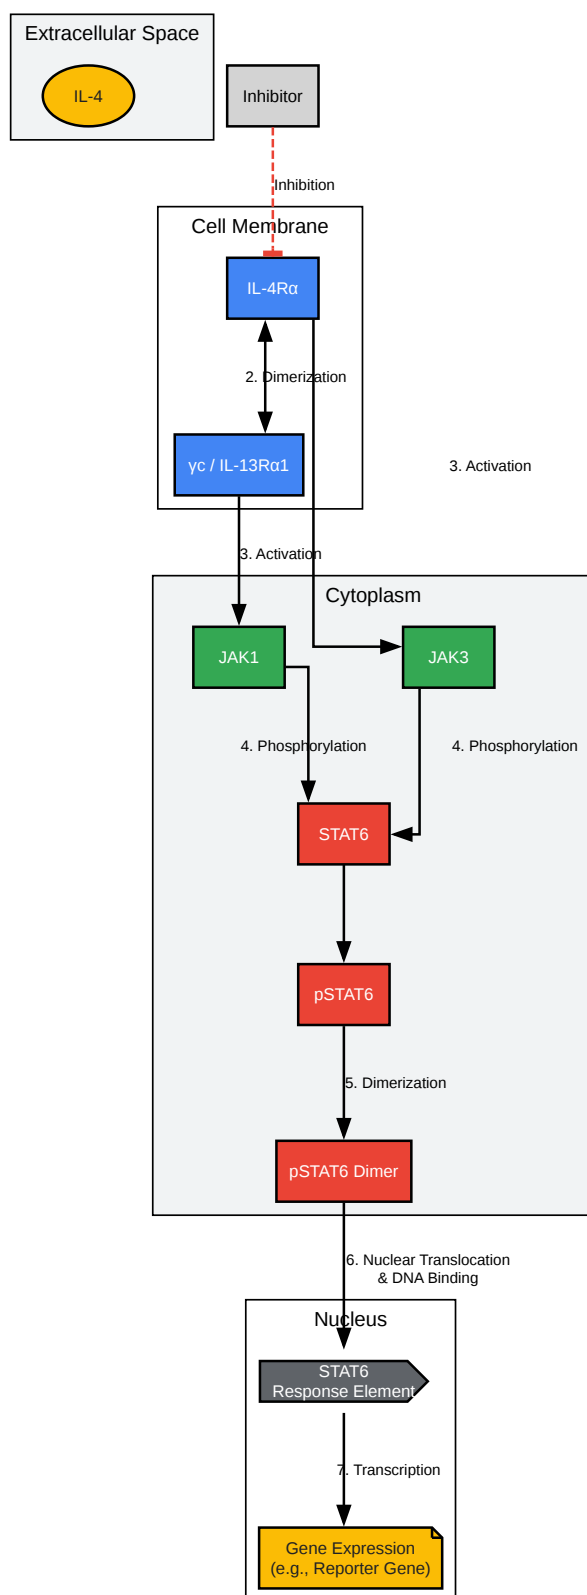 Extracellular Space
IL-4
Inhibitor
Inhibition
Cell Membrane
IL-4Rα
2. Dimerization
γc / IL-13Rα1
3. Activation
3. Activation
Cytoplasm
JAK1
JAK3
4. Phosphorylation
4. Phosphorylation
STAT6
pSTAT6
5. Dimerization
pSTAT6 Dimer
6. Nuclear Translocation
& DNA Binding
Nucleus
STAT6
Response Element
7. Transcription
Gene Expression
(e.g., Reporter Gene)